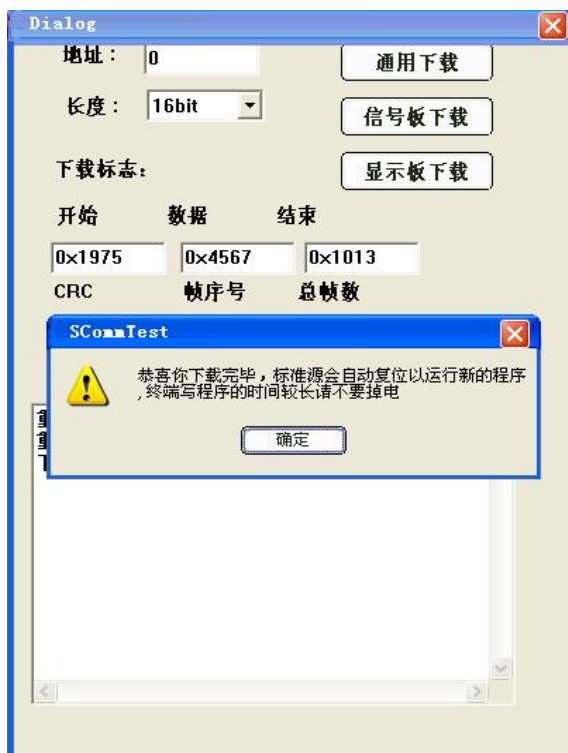 Dialog
地址： 0 通用下载
长度： 16bit 信号板下载
下载标志： 显示板下载
开始 数据 结束
0x1975 0x4567 0x1013
CRC 帧序号 总帧数
SCommTest
恭喜你下载完毕，标准源会自动复位以运行新的程序
,终端写程序的时间较长请不要掉电
确定